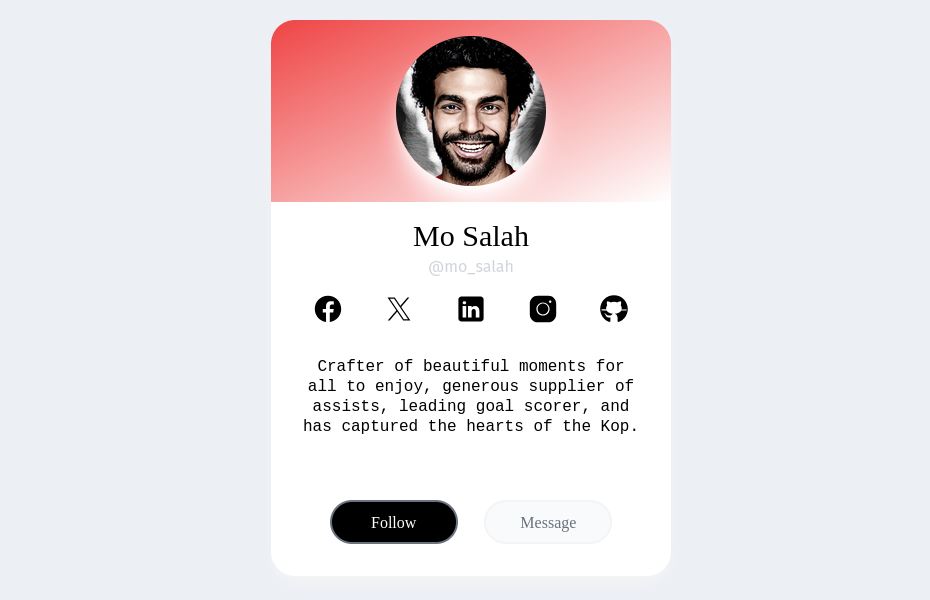 Mo Salah
@mo_salah
Crafter of beautiful moments for
all to enjoy, generous supplier of
assists, leading goal scorer, and
has captured the hearts of the Kop.
Follow
Message